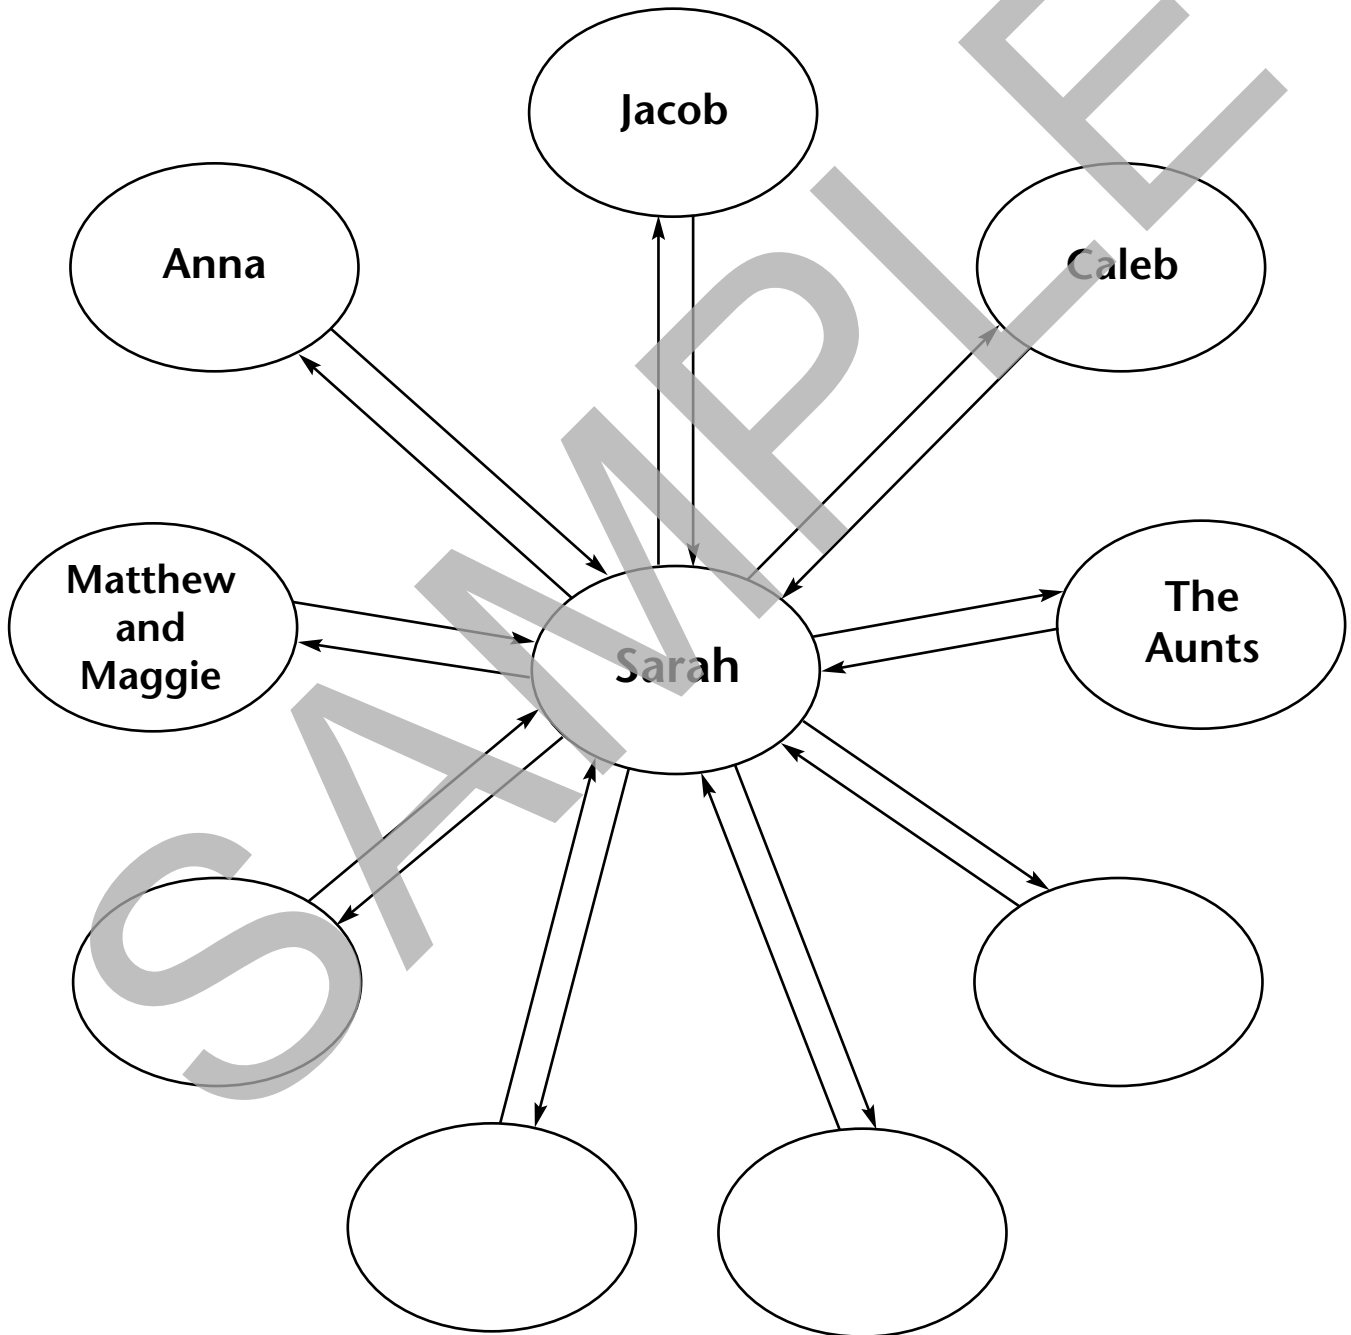 Jacob
Anna
Caleb
Matthew
and
Maggie
The
Aunts
Sarah
SAMPLE